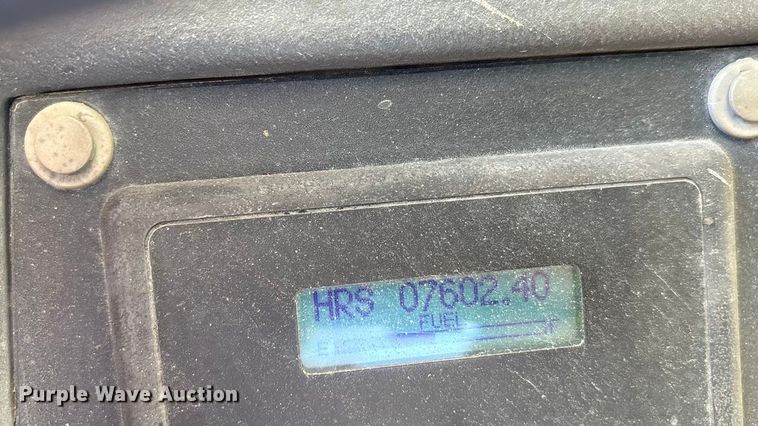 HRS 07602.40
FUEL
E F
Purple Wave Auction®